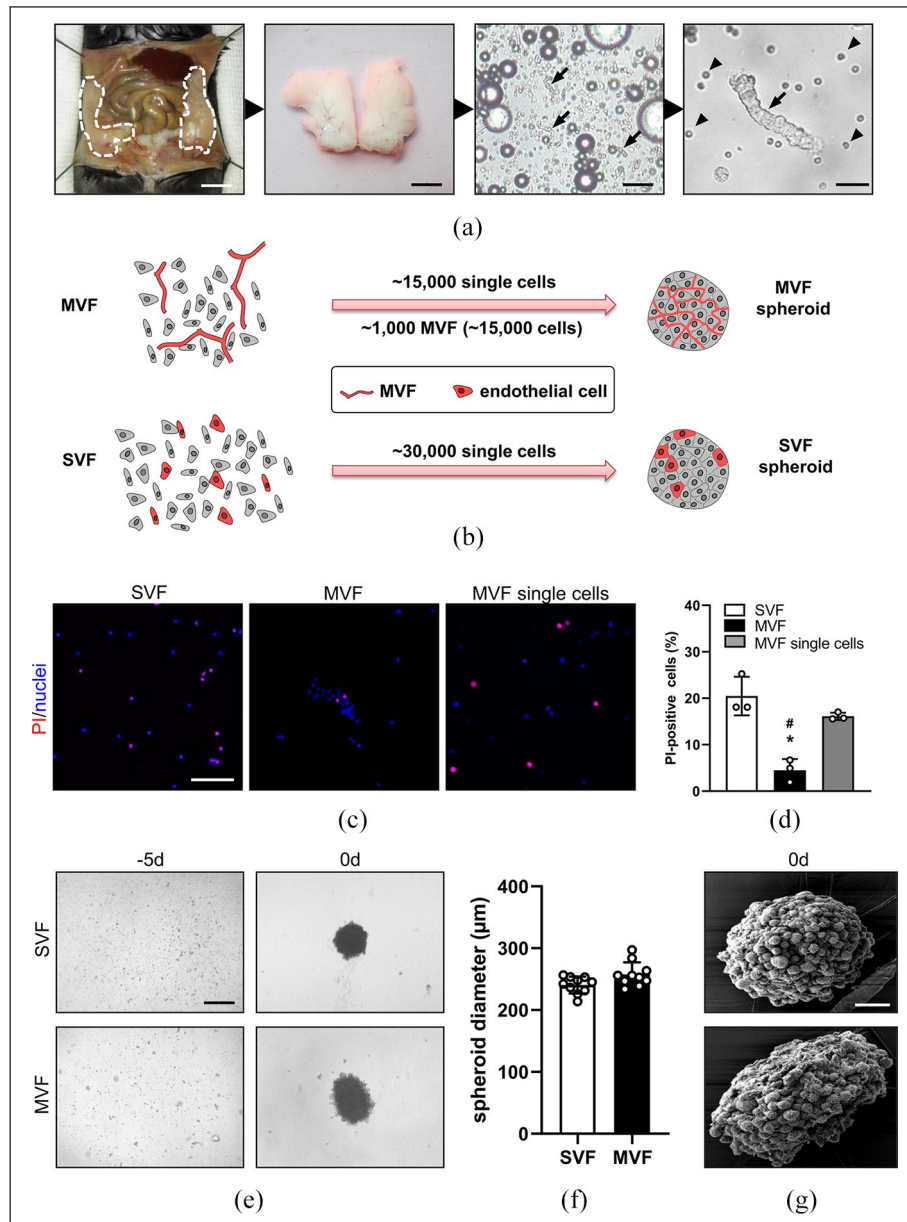 (a)
MVF
~15,000 single cells
~1,000 MVF (~15,000 cells)
MVF
spheroid
MVF
endothelial cell
SVF
~30,000 single cells
SVF
spheroid
(b)
SVF
MVF
MVF single cells
PI/nuclei
(c)
PI-positive cells (%)
40
30
20
10
0
SVF
MVF
MVF single cells
#
*
(d)
-5d
0d
SVF
MVF
(e)
spheroid diameter (µm)
400
300
200
100
0
SVF
MVF
(f)
0d
(g)